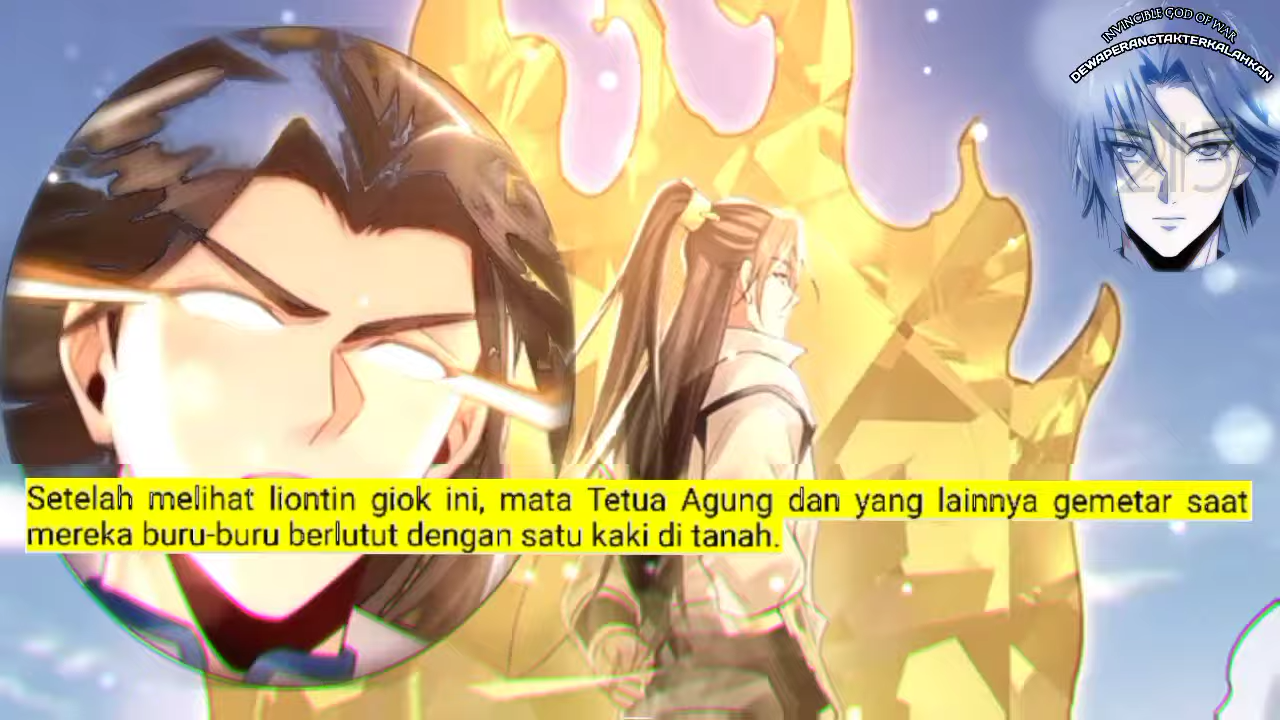 INVINCIBLE GOD OF WAR
DEWAPERANGTAKTERKALAHKAN
Setelah melihat liontin giok ini, mata Tetua Agung dan yang lainnya gemetar saat
mereka buru-buru berlutut dengan satu kaki di tanah.